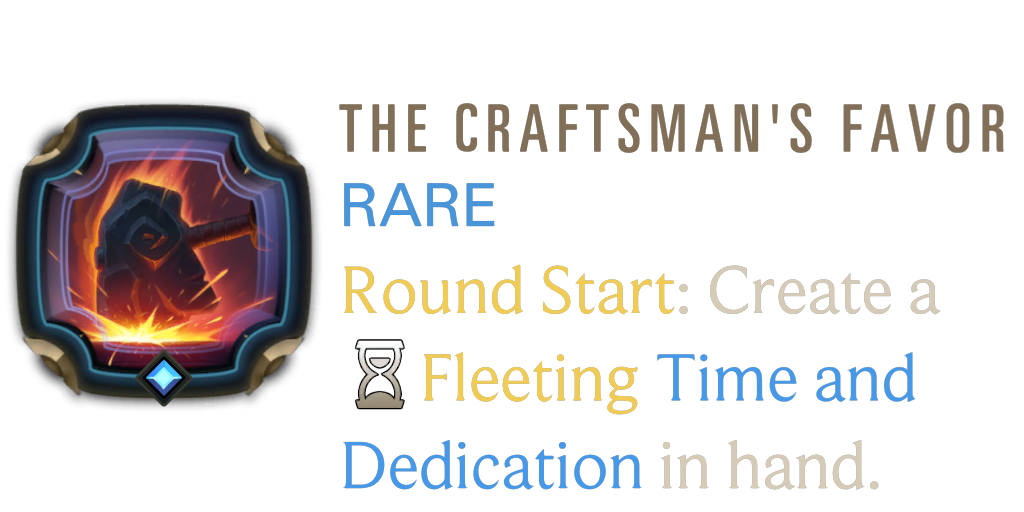 THE CRAFTSMAN'S FAVOR
RARE
Round Start: Create a
Fleeting Time and
Dedication in hand.